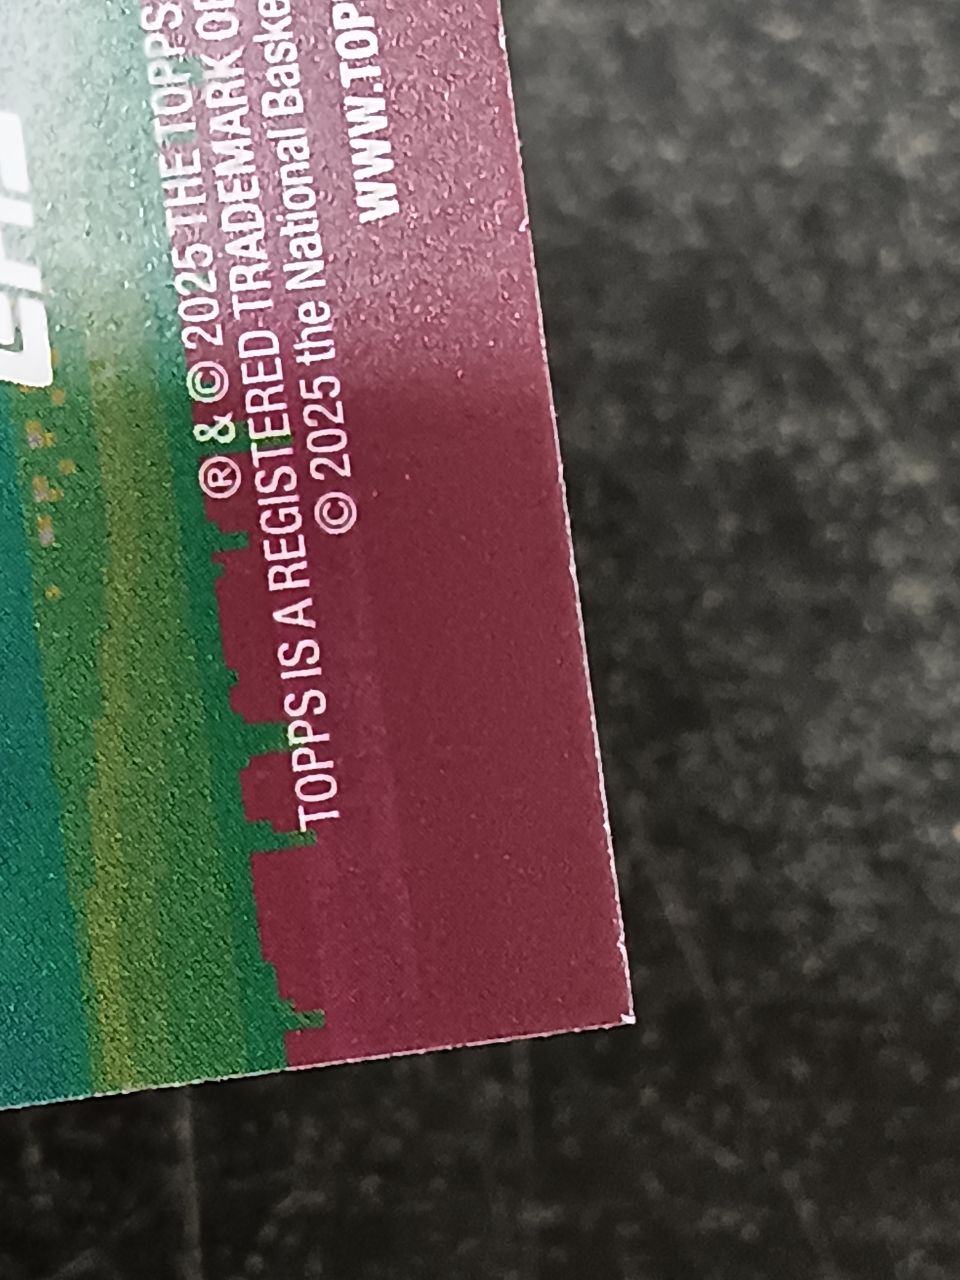 ® & © 2025 THE TOPPS
TOPPS IS A REGISTERED TRADEMARK OF
© 2025 the National Baske
WWW.TOP